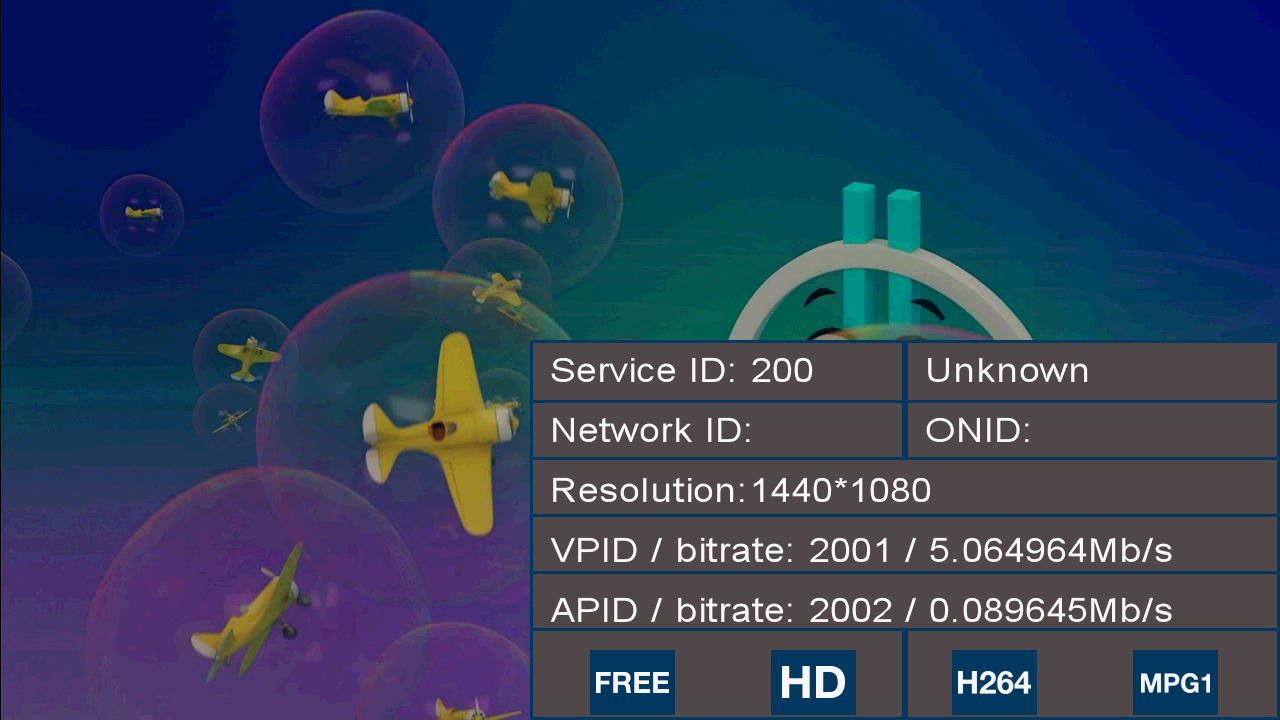 Service ID: 200 Unknown
Network ID: ONID:
Resolution:1440*1080
VPID / bitrate: 2001 / 5.064964Mb/s
APID / bitrate: 2002 / 0.089645Mb/s
FREE HD H264 MPG1